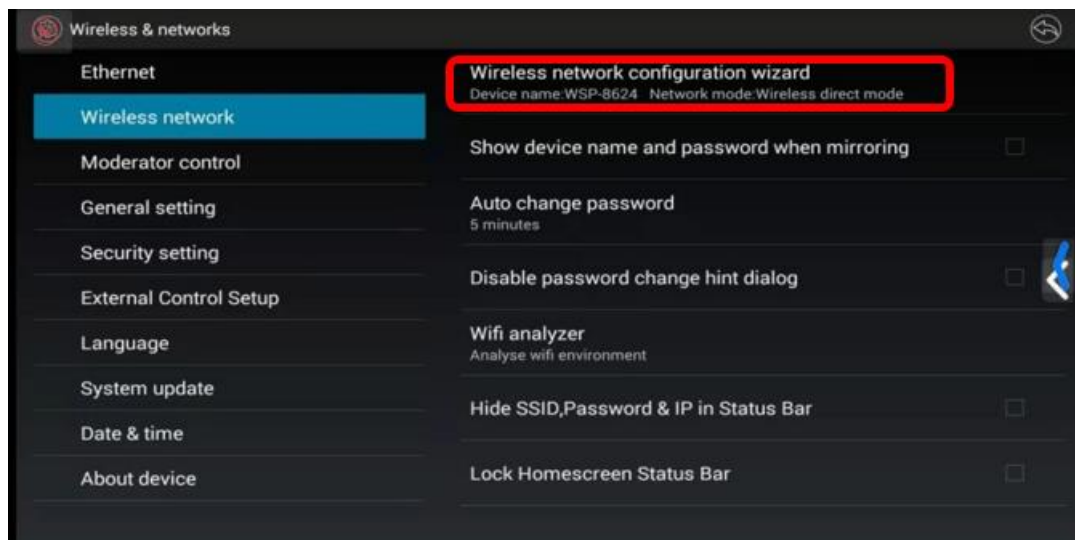 Wireless & networks
Ethernet
Wireless network
Moderator control
General setting
Security setting
External Control Setup
Language
System update
Date & time
About device
Wireless network configuration wizard
Device name:WSP-8624 Network mode:Wireless direct mode
Show device name and password when mirroring
Auto change password
5 minutes
Disable password change hint dialog
Wifi analyzer
Analyse wifi environment
Hide SSID,Password & IP in Status Bar
Lock Homescreen Status Bar